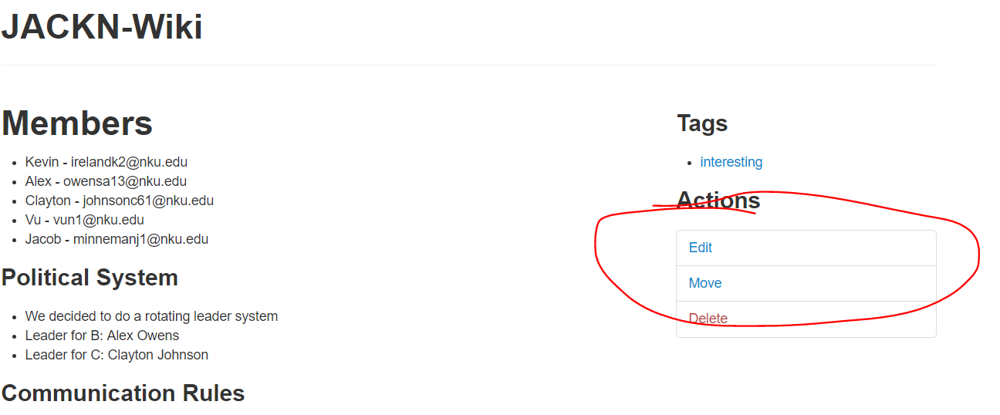 JACKN-Wiki
Members
Kevin - irelandk2@nku.edu
Alex - owensa13@nku.edu
Clayton - johnsonc61@nku.edu
Vu - vun1@nku.edu
Jacob - minnemanj1@nku.edu
Political System
We decided to do a rotating leader system
Leader for B: Alex Owens
Leader for C: Clayton Johnson
Communication Rules
Tags
interesting
Actions
Edit
Move
Delete